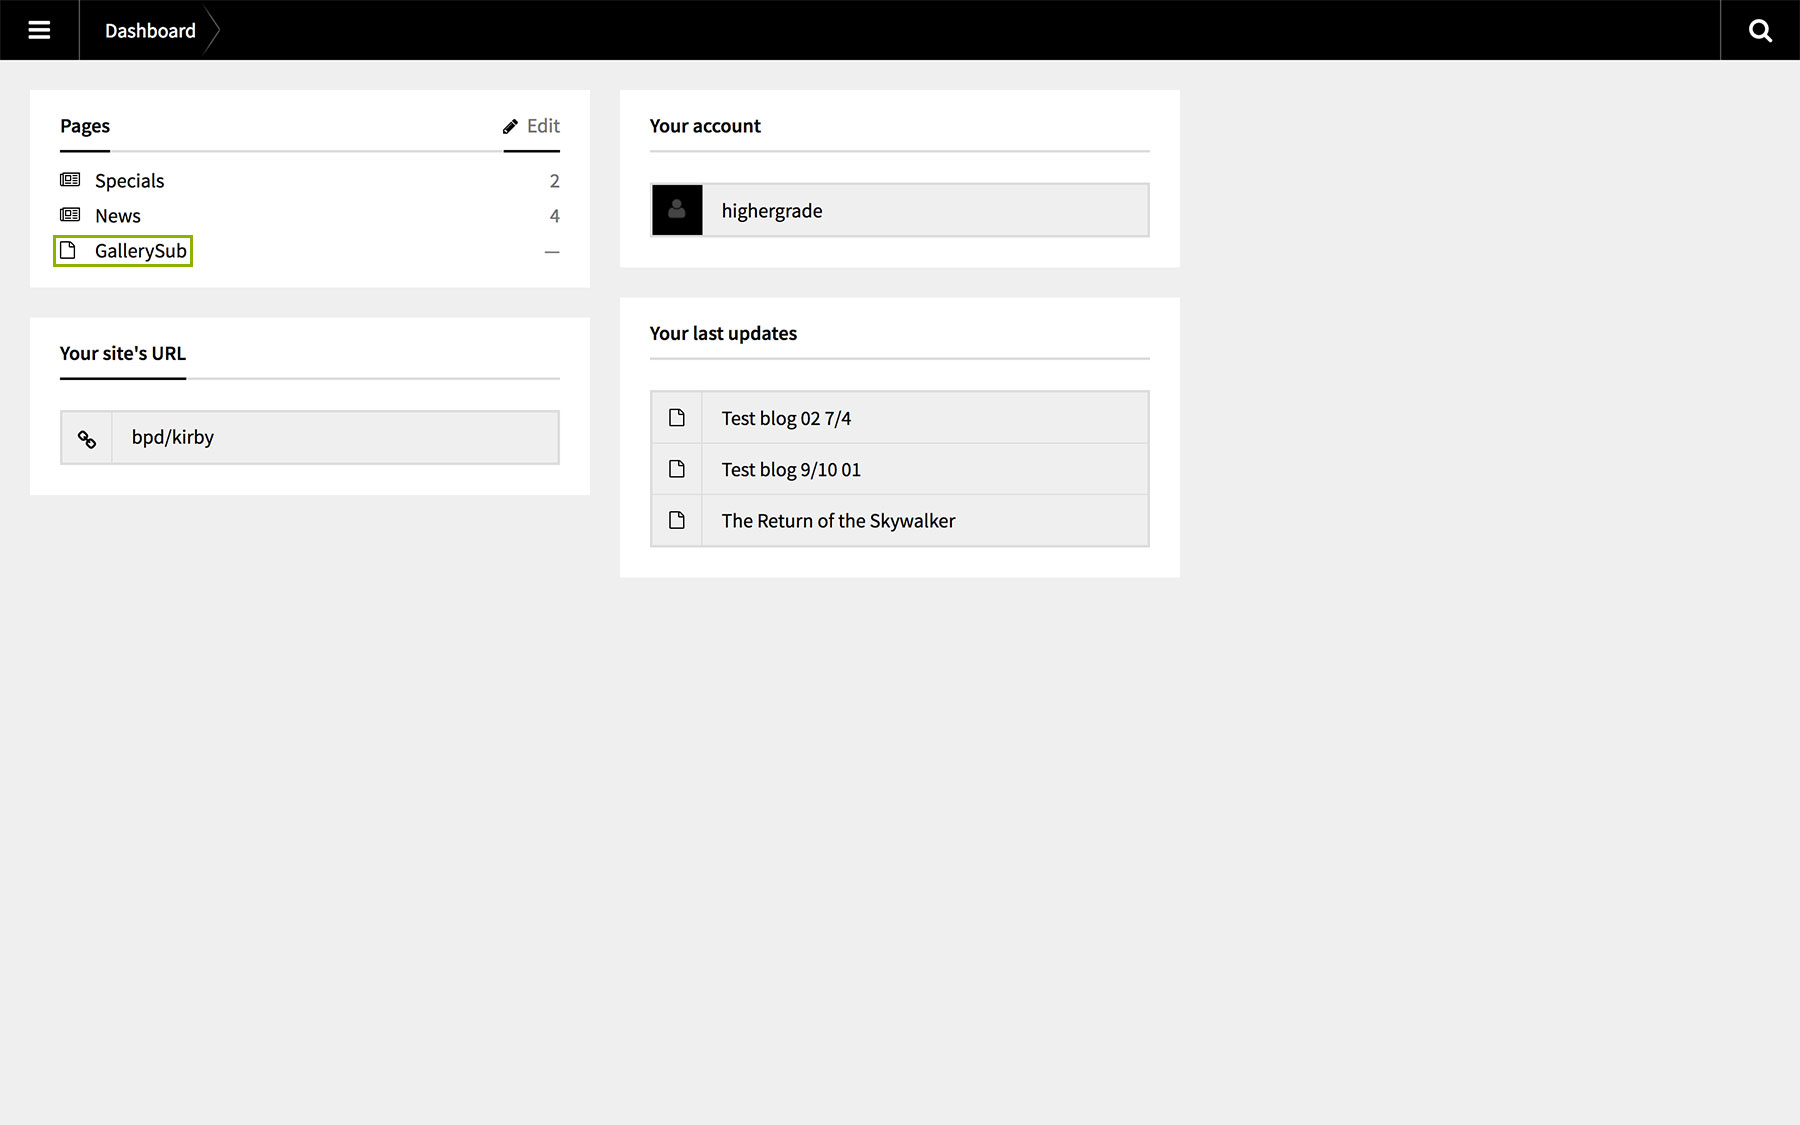 Dashboard
Pages
Edit
Specials 2
News 4
GallerySub —
Your site's URL
bpd/kirby
Your account
highergrade
Your last updates
Test blog 02 7/4
Test blog 9/10 01
The Return of the Skywalker